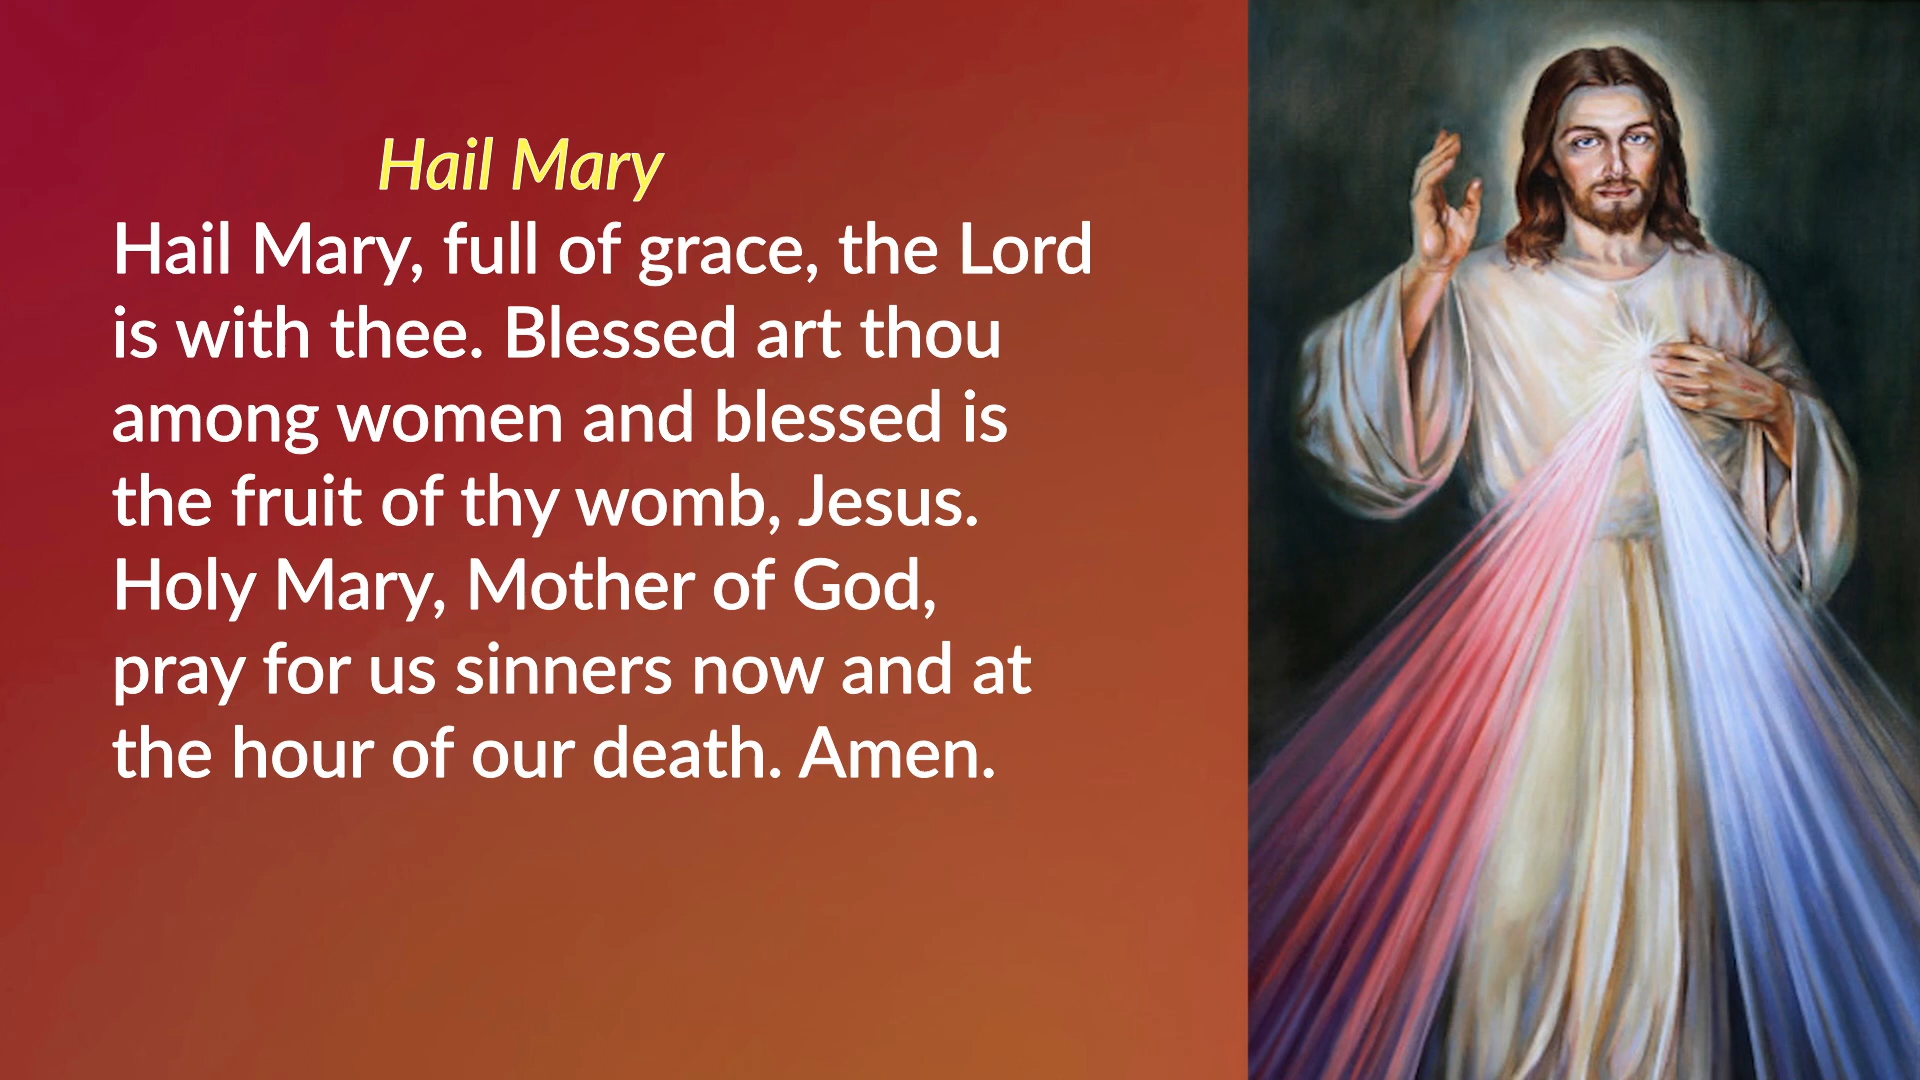 Hail Mary
Hail Mary, full of grace, the Lord
is with thee. Blessed art thou
among women and blessed is
the fruit of thy womb, Jesus.
Holy Mary, Mother of God,
pray for us sinners now and at
the hour of our death. Amen.